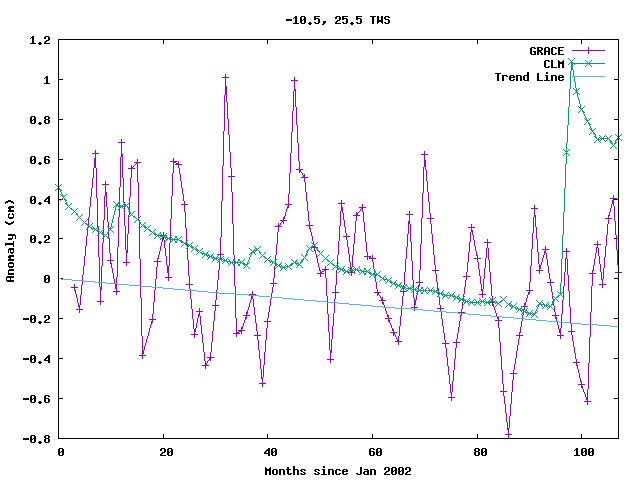 -10.5, 25.5 TWS
GRACE
CLM
Trend Line
1.2
1
0.8
0.6
0.4
0.2
0
-0.2
-0.4
-0.6
-0.8
Anomaly (cm)
0 20 40 60 80 100
Months since Jan 2002